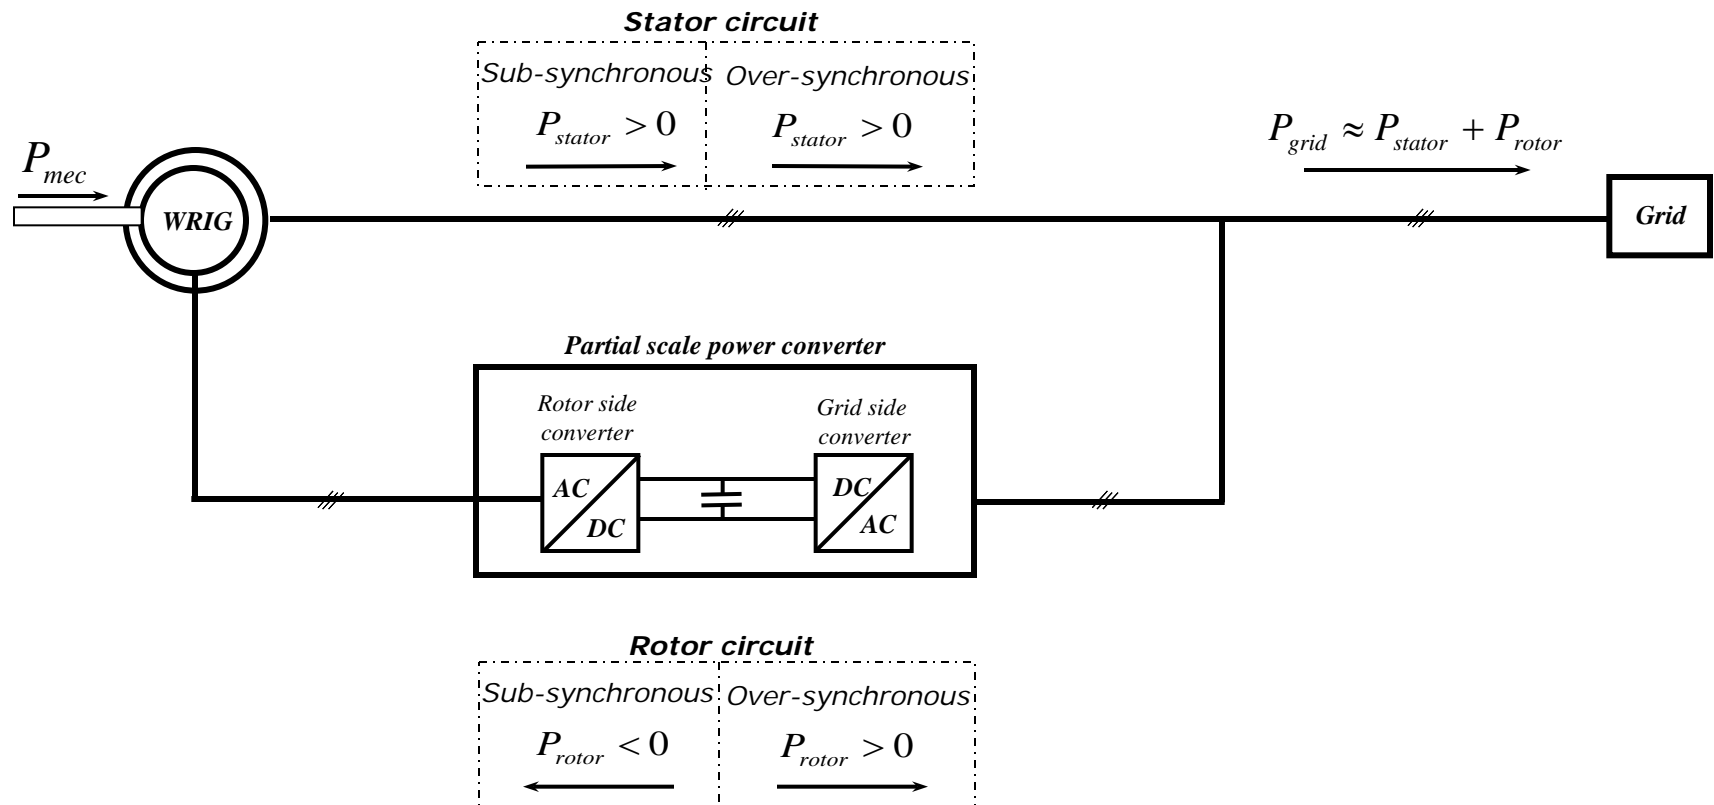 Stator circuit
Sub-synchronous Over-synchronous
P_stator > 0 P_stator > 0
P_grid ≈ P_stator + P_rotor
P_mec
WRIG
Grid
Partial scale power converter
Rotor side
converter
Grid side
converter
AC
DC
DC
AC
Rotor circuit
Sub-synchronous Over-synchronous
P_rotor < 0 P_rotor > 0